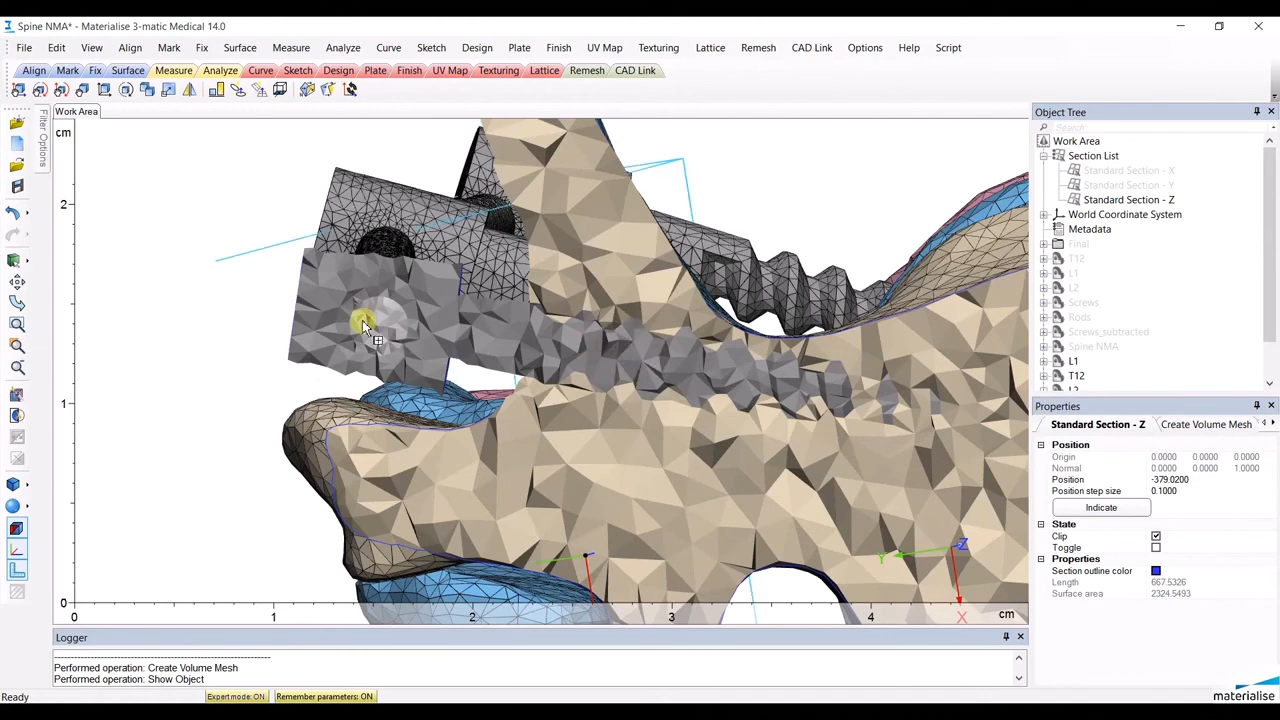 Spine NMA* - Materialise 3-matic Medical 14.0
File Edit View Align Mark Fix Surface Measure Analyze Curve Sketch Design Plate Finish UV Map Texturing Lattice Remesh CAD Link Options Help Script
Align Mark Fix Surface Measure Analyze Curve Sketch Design Plate Finish UV Map Texturing Lattice Remesh CAD Link
Filter Options
Work Area
cm
2
1
0
0 1 2 3 4 cm
Y
Z
X
Object Tree
Search
Work Area
Section List
Standard Section - X
Standard Section - Y
Standard Section - Z
World Coordinate System
Metadata
Final
T12
L1
L2
Screws
Rods
Screws_subtracted
Spine NMA
L1
T12
L2
Properties
Standard Section - Z Create Volume Mesh
Position
Origin 0.0000 0.0000 0.0000
Normal 0.0000 0.0000 1.0000
Position -379.0200
Position step size 0.1000
Indicate
State
Clip
Toggle
Properties
Section outline color
Length 667.5326
Surface area 2324.5493
Logger
Performed operation: Create Volume Mesh
Performed operation: Show Object
Ready Expert mode: ON Remember parameters: ON
materialise